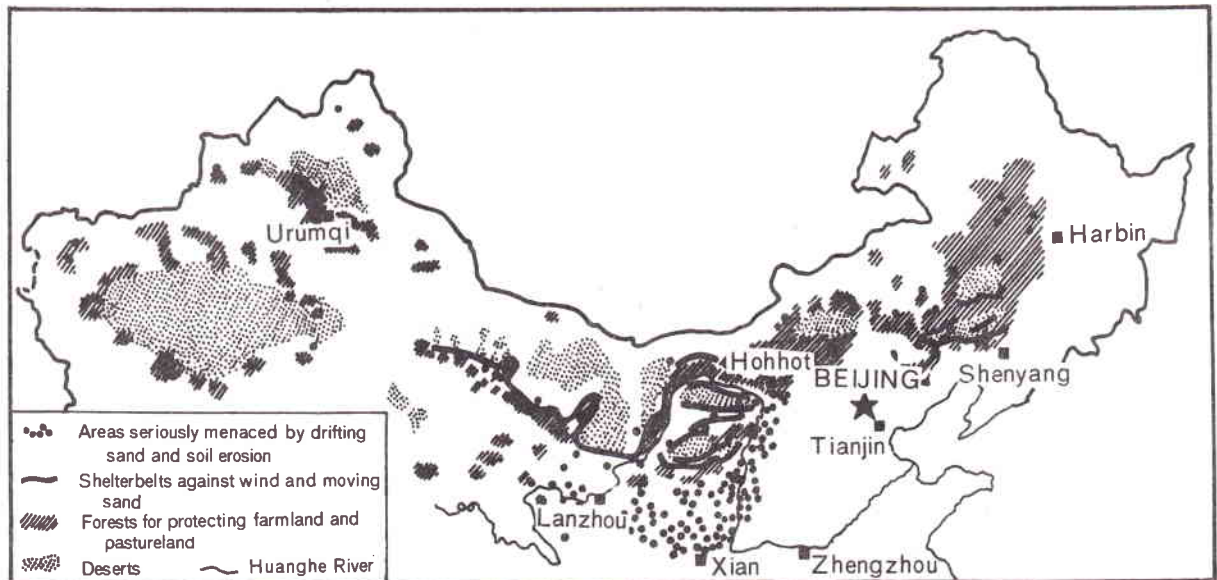 Urumqi
Harbin
Hohhot
BEIJING
Shenyang
Tianjin
Lanzhou
Xian
Zhengzhou
Areas seriously menaced by drifting
sand and soil erosion
Shelterbelts against wind and moving
sand
Forests for protecting farmland and
pastureland
Deserts
Huanghe River